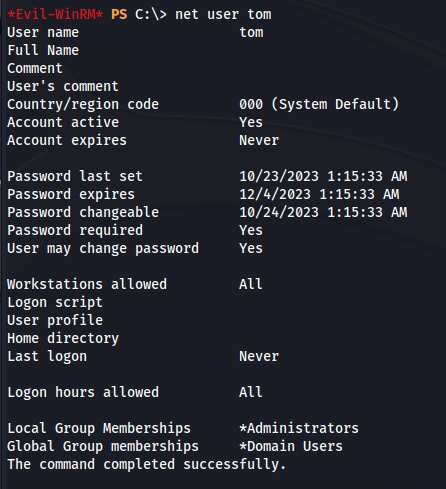 *Evil-WinRM* PS C:\> net user tom
User name                    tom
Full Name
Comment
User's comment
Country/region code          000 (System Default)
Account active               Yes
Account expires              Never

Password last set            10/23/2023 1:15:33 AM
Password expires             12/4/2023 1:15:33 AM
Password changeable          10/24/2023 1:15:33 AM
Password required            Yes
User may change password     Yes

Workstations allowed         All
Logon script
User profile
Home directory
Last logon                   Never

Logon hours allowed          All

Local Group Memberships      *Administrators
Global Group memberships     *Domain Users
The command completed successfully.